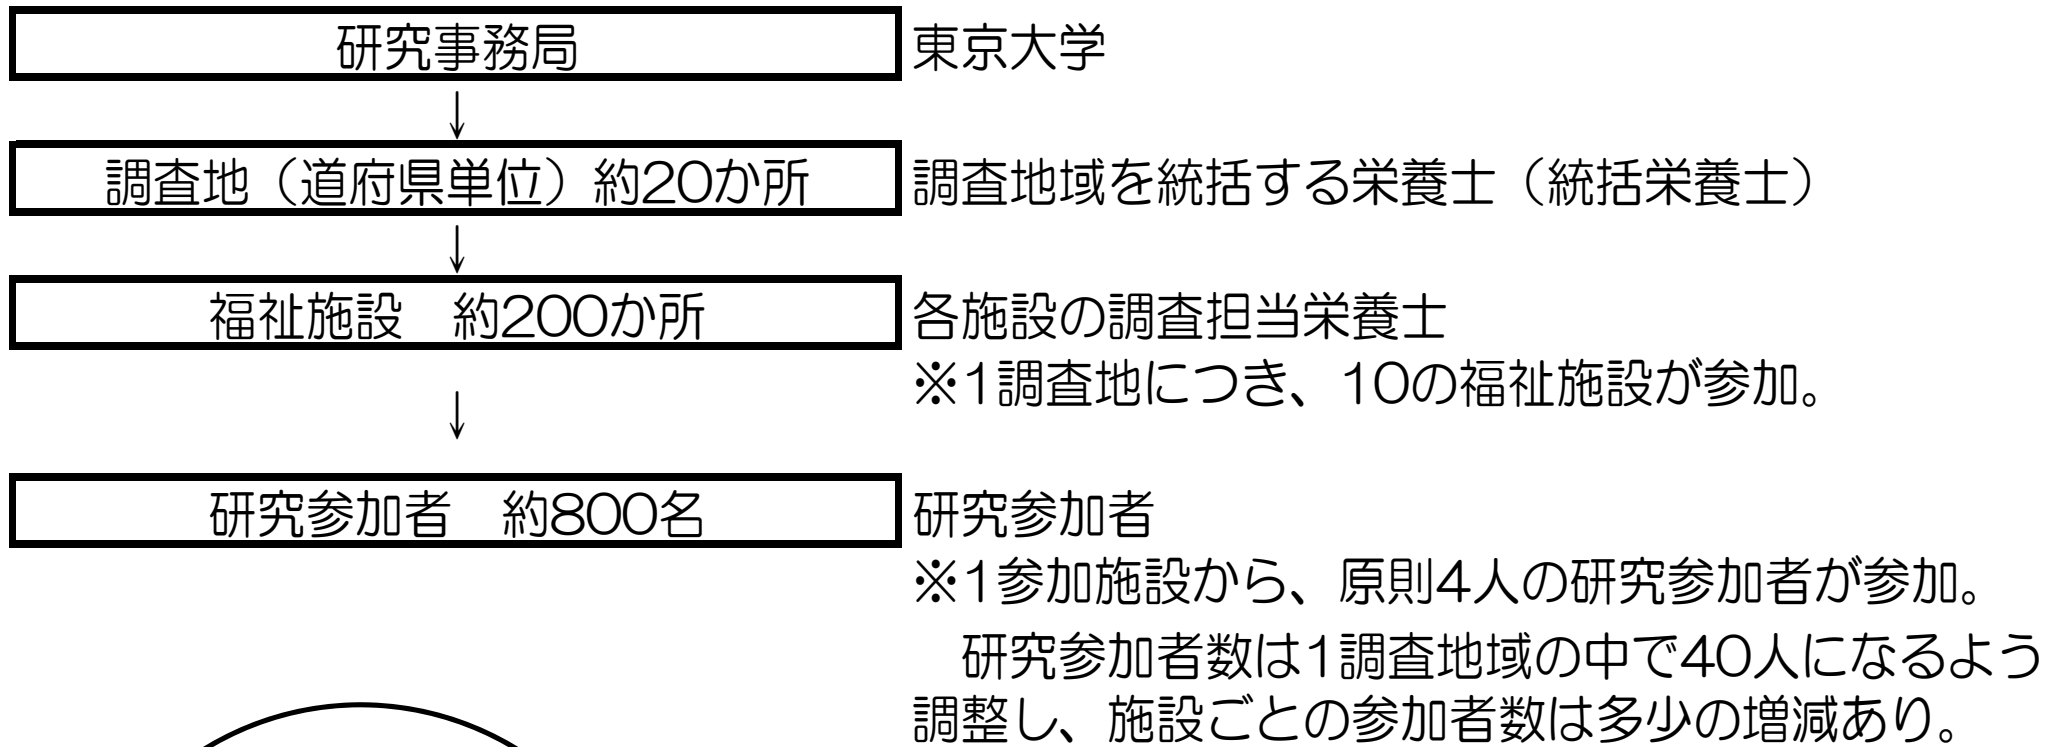 研究事務局 東京大学
↓
調査地（道府県単位）約20か所 調査地域を統括する栄養士（統括栄養士）
↓
福祉施設　約200か所 各施設の調査担当栄養士
※1調査地につき、10の福祉施設が参加。
↓
研究参加者　約800名 研究参加者
※1参加施設から、原則4人の研究参加者が参加。
　研究参加者数は1調査地域の中で40人になるよう
調整し、施設ごとの参加者数は多少の増減あり。